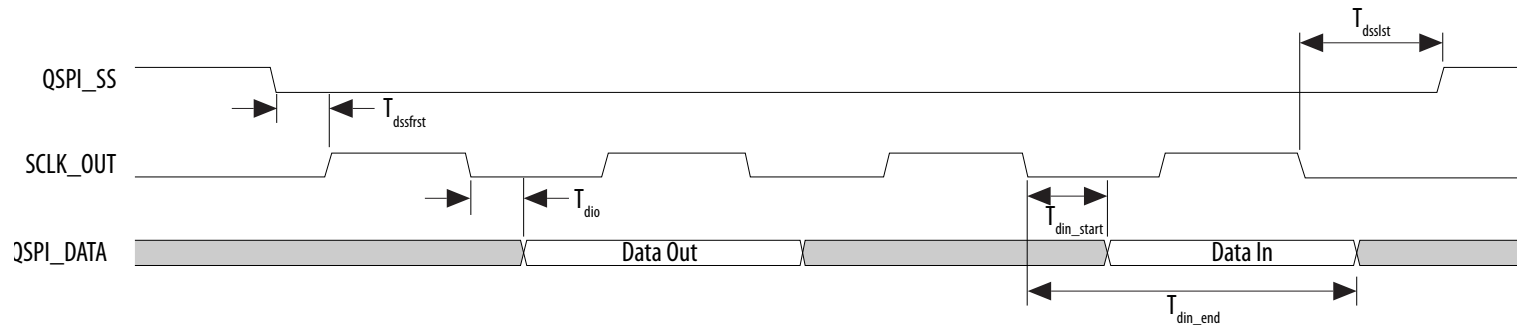 T_dsslst
QSPI_SS
T_dssfrst
SCLK_OUT
T_dio
T_din_start
QSPI_DATA Data Out Data In
T_din_end